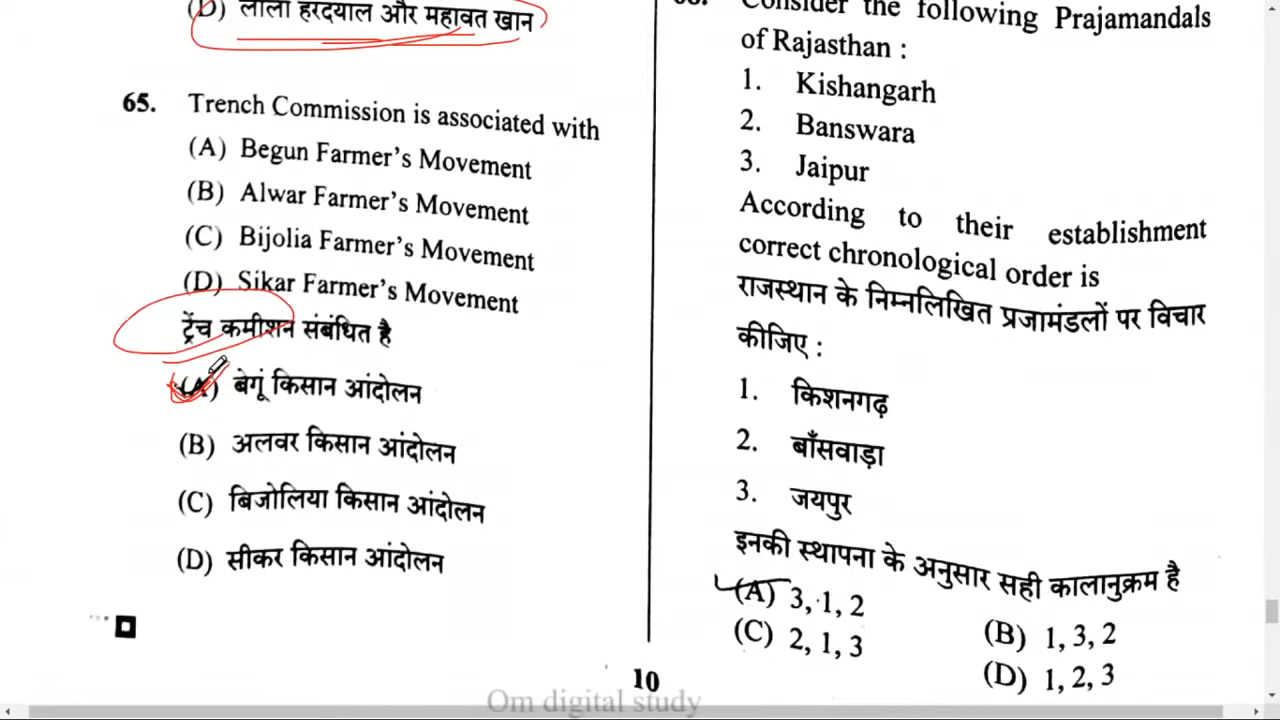 (D) लाला हरदयाल और महावत खान
65. Trench Commission is associated with
(A) Begun Farmer's Movement
(B) Alwar Farmer's Movement
(C) Bijolia Farmer's Movement
(D) Sikar Farmer's Movement
ट्रेंच कमीशन संबंधित है
(A) बेगूं किसान आंदोलन
(B) अलवर किसान आंदोलन
(C) बिजोलिया किसान आंदोलन
(D) सीकर किसान आंदोलन
Consider the following Prajamandals
of Rajasthan :
1. Kishangarh
2. Banswara
3. Jaipur
According to their establishment
correct chronological order is
राजस्थान के निम्नलिखित प्रजामंडलों पर विचार
कीजिए :
1. किशनगढ़
2. बाँसवाड़ा
3. जयपुर
इनकी स्थापना के अनुसार सही कालानुक्रम है
(A) 3, 1, 2
(B) 1, 3, 2
(C) 2, 1, 3
(D) 1, 2, 3
10
Om digital study